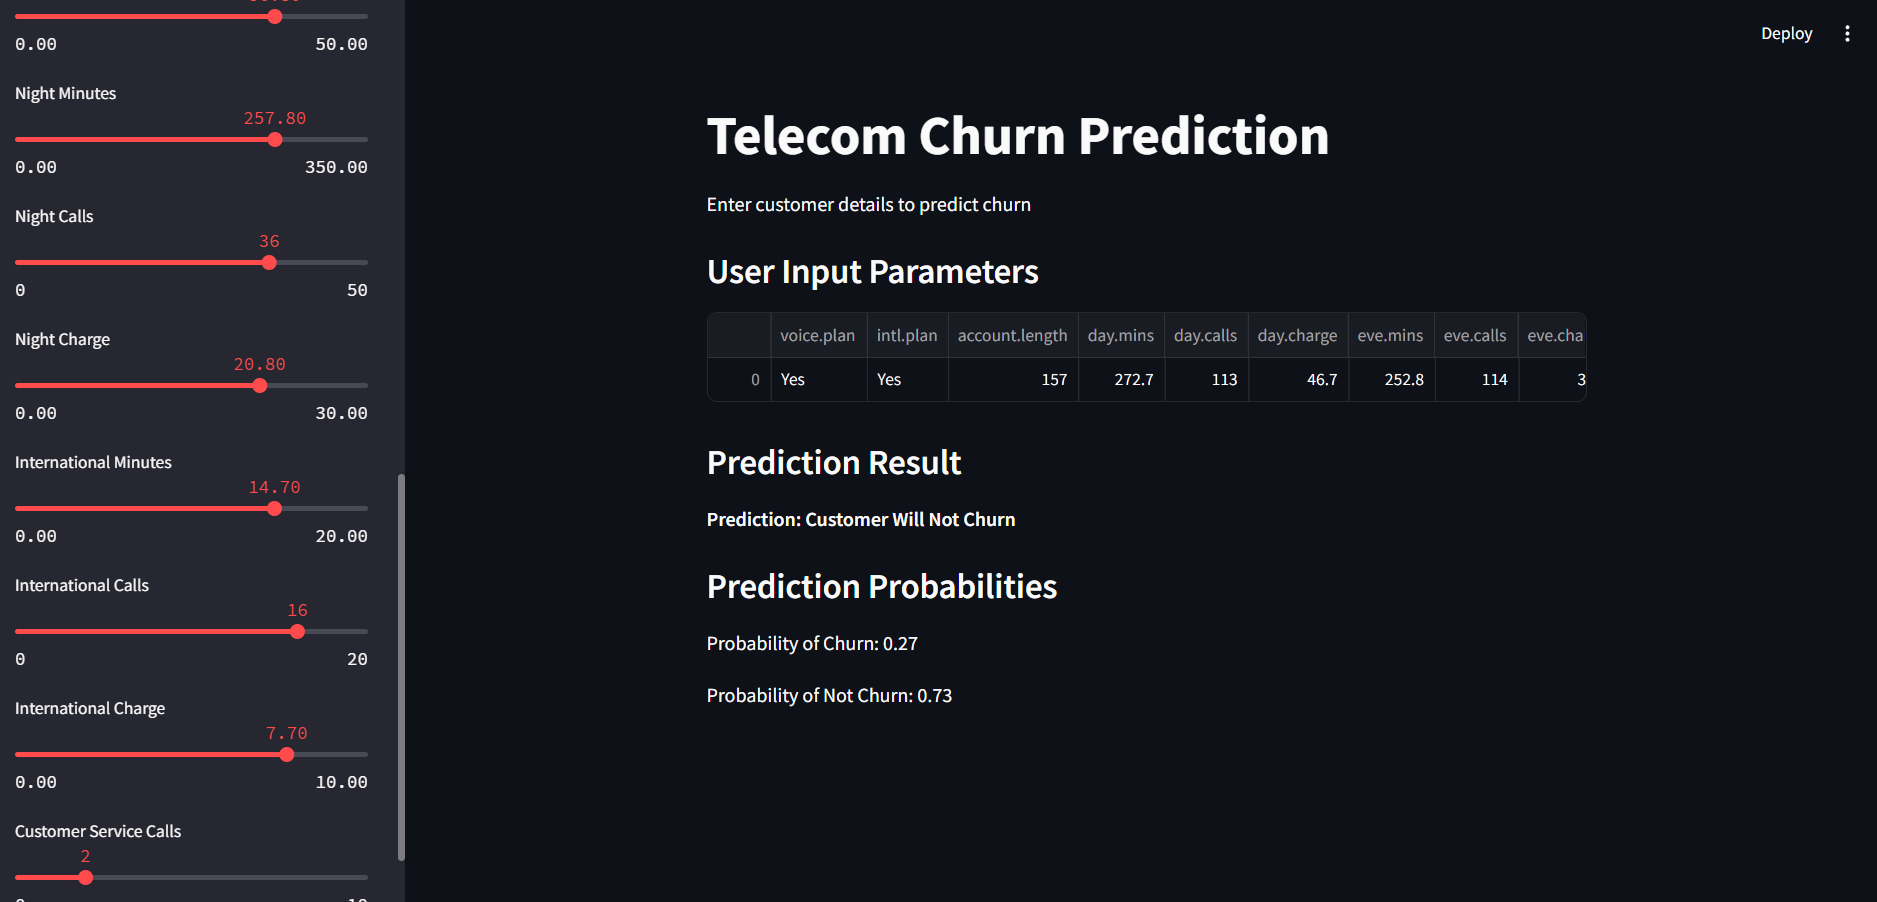 0.00 50.00
Night Minutes
257.80
0.00 350.00
Night Calls
36
0 50
Night Charge
20.80
0.00 30.00
International Minutes
14.70
0.00 20.00
International Calls
16
0 20
International Charge
7.70
0.00 10.00
Customer Service Calls
2
Deploy
Telecom Churn Prediction
Enter customer details to predict churn
User Input Parameters
voice.plan intl.plan account.length day.mins day.calls day.charge eve.mins eve.calls eve.cha
0 Yes Yes 157 272.7 113 46.7 252.8 114 3
Prediction Result
Prediction: Customer Will Not Churn
Prediction Probabilities
Probability of Churn: 0.27
Probability of Not Churn: 0.73